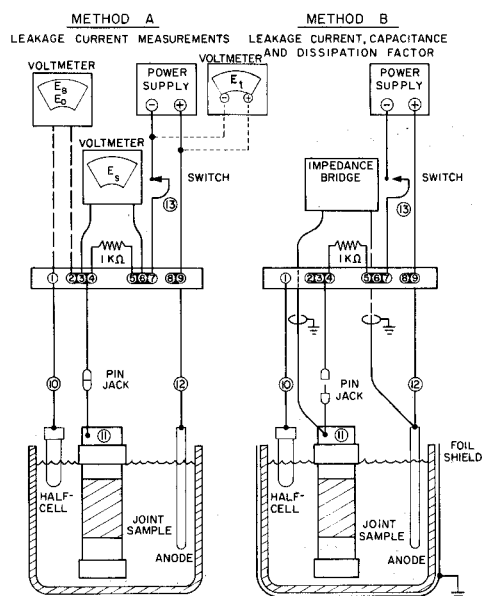 METHOD A
LEAKAGE CURRENT MEASUREMENTS
VOLTMETER
EB
EO
POWER
SUPPLY
− +
VOLTMETER
Et
− +
VOLTMETER
Es
SWITCH
13
1 KΩ
1 2 3 4 5 6 7 8 9
PIN
JACK
10
12
11
HALF-
CELL
JOINT
SAMPLE
ANODE
METHOD B
LEAKAGE CURRENT, CAPACITANCE
AND DISSIPATION FACTOR
POWER
SUPPLY
− +
IMPEDANCE
BRIDGE
SWITCH
13
1 KΩ
1 2 3 4 5 6 7 8 9
PIN
JACK
10
12
11
FOIL
SHIELD
HALF-
CELL
JOINT
SAMPLE
ANODE